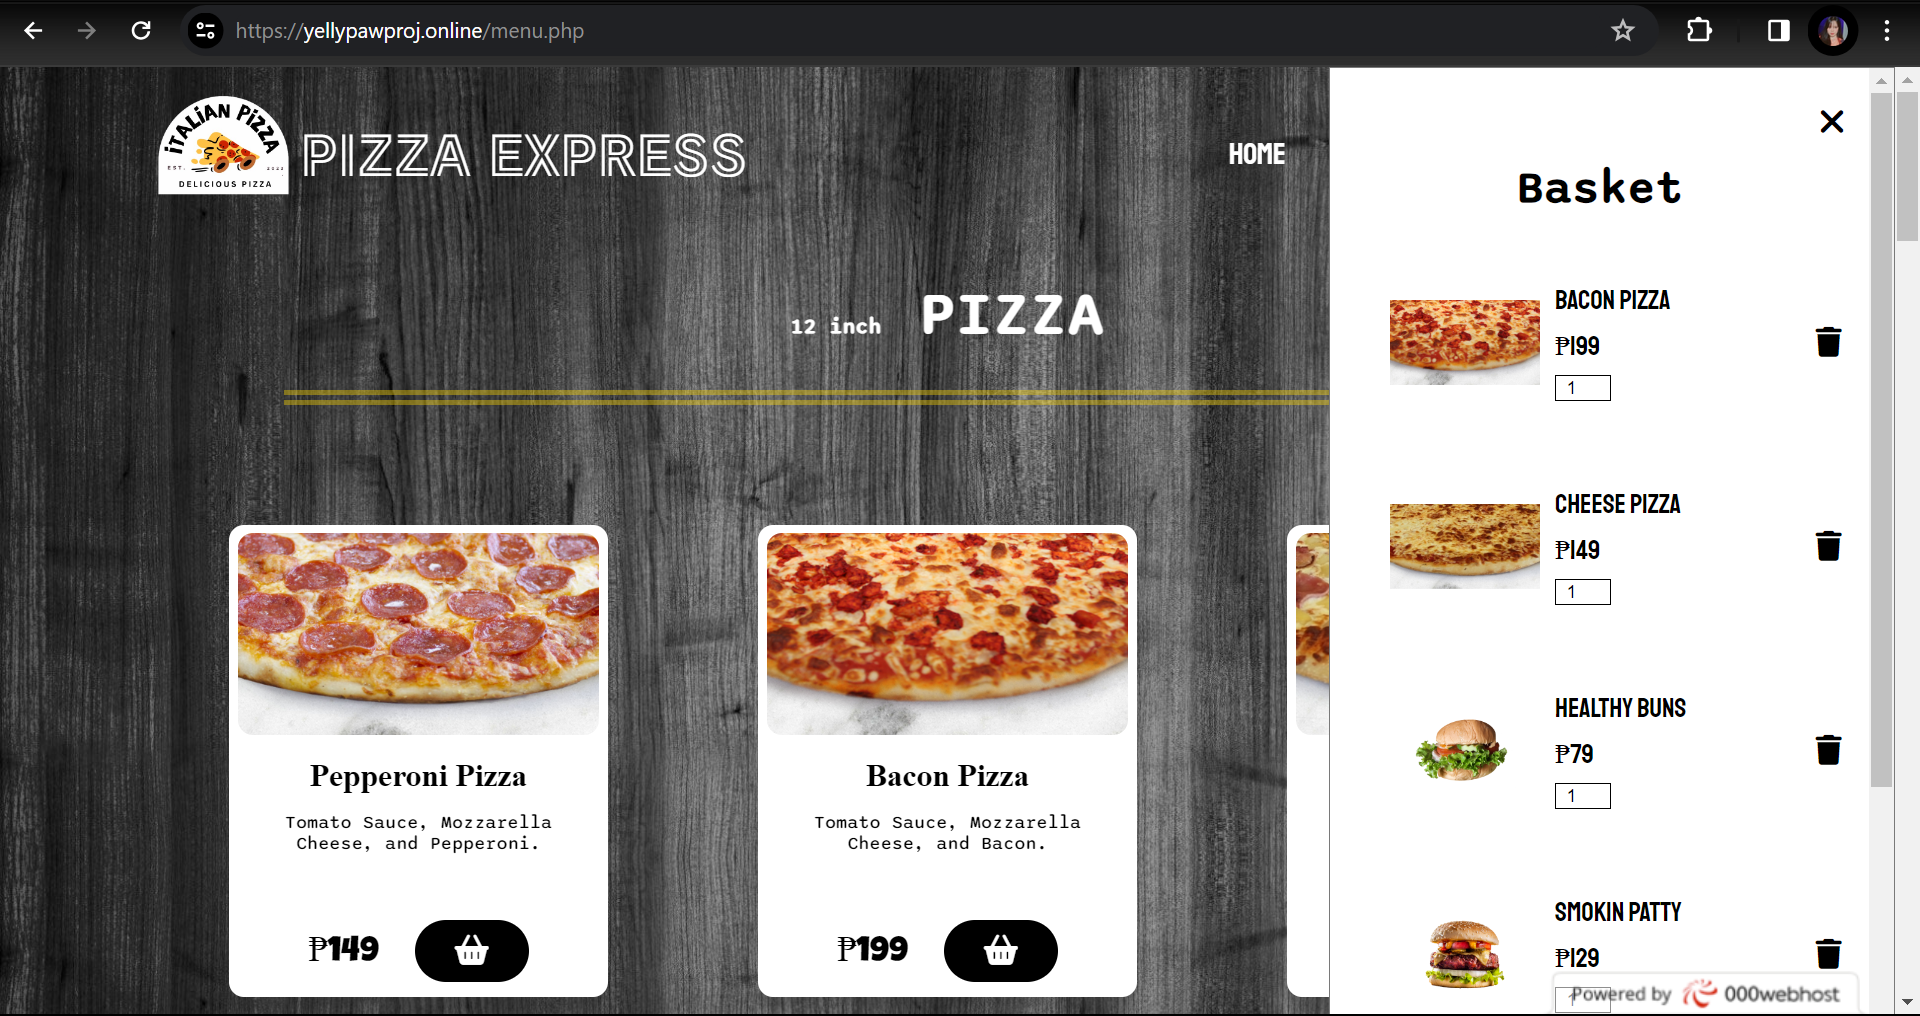 https://yellypawproj.online/menu.php
iTALiAN PiZZA
EST. 2022
DELICIOUS PIZZA
PIZZA EXPRESS
HOME
12 inch PIZZA
Pepperoni Pizza
Tomato Sauce, Mozzarella
Cheese, and Pepperoni.
₱149
Bacon Pizza
Tomato Sauce, Mozzarella
Cheese, and Bacon.
₱199
Basket
BACON PIZZA
₱199
1
CHEESE PIZZA
₱149
1
HEALTHY BUNS
₱79
1
SMOKIN PATTY
₱129
1
Powered by 000webhost